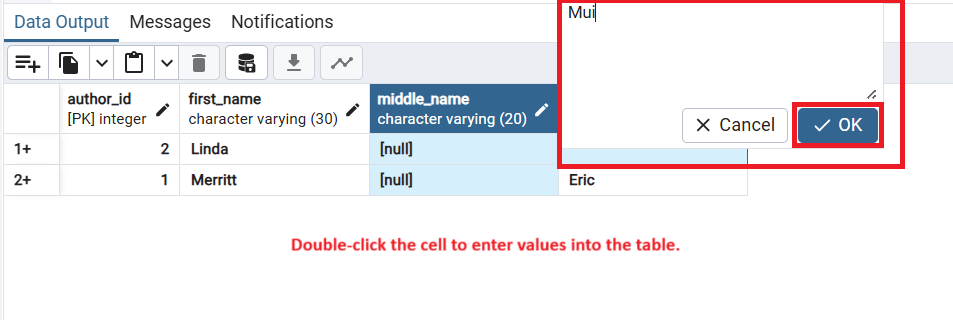 Data Output Messages Notifications
Mui
Cancel OK
author_id first_name middle_name
[PK] integer character varying (30) character varying (20)
1+ 2 Linda [null]
2+ 1 Merritt [null] Eric
Double-click the cell to enter values into the table.